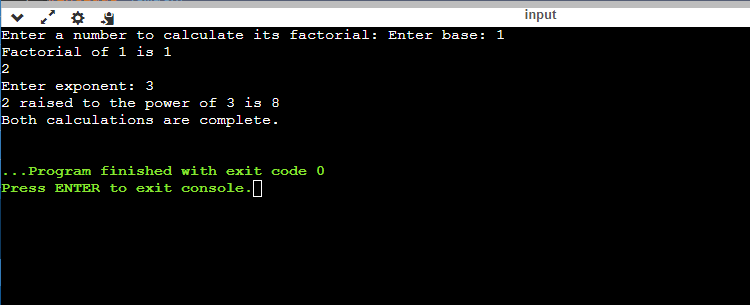 input
Enter a number to calculate its factorial: Enter base: 1
Factorial of 1 is 1
2
Enter exponent: 3
2 raised to the power of 3 is 8
Both calculations are complete.
...Program finished with exit code 0
Press ENTER to exit console.